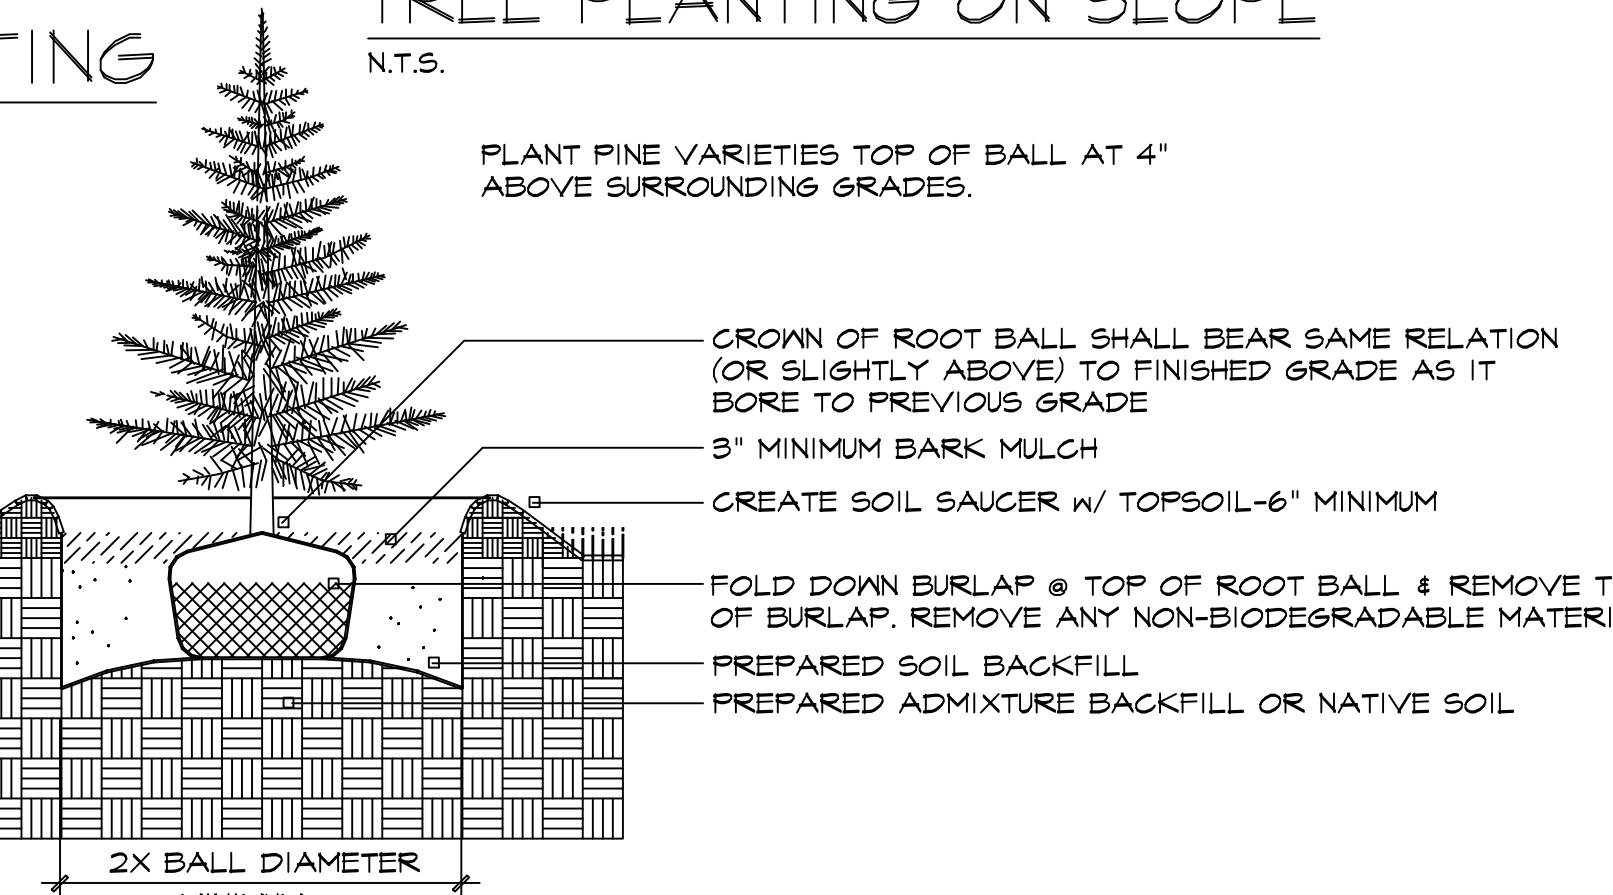 TREE PLANTING ON SLOPE
TING
N.T.S.
PLANT PINE VARIETIES TOP OF BALL AT 4"
ABOVE SURROUNDING GRADES.
CROWN OF ROOT BALL SHALL BEAR SAME RELATION
(OR SLIGHTLY ABOVE) TO FINISHED GRADE AS IT
BORE TO PREVIOUS GRADE
3" MINIMUM BARK MULCH
CREATE SOIL SAUCER w/ TOPSOIL-6" MINIMUM
FOLD DOWN BURLAP @ TOP OF ROOT BALL & REMOVE T
OF BURLAP. REMOVE ANY NON-BIODEGRADABLE MATERI
PREPARED SOIL BACKFILL
PREPARED ADMIXTURE BACKFILL OR NATIVE SOIL
2X BALL DIAMETER